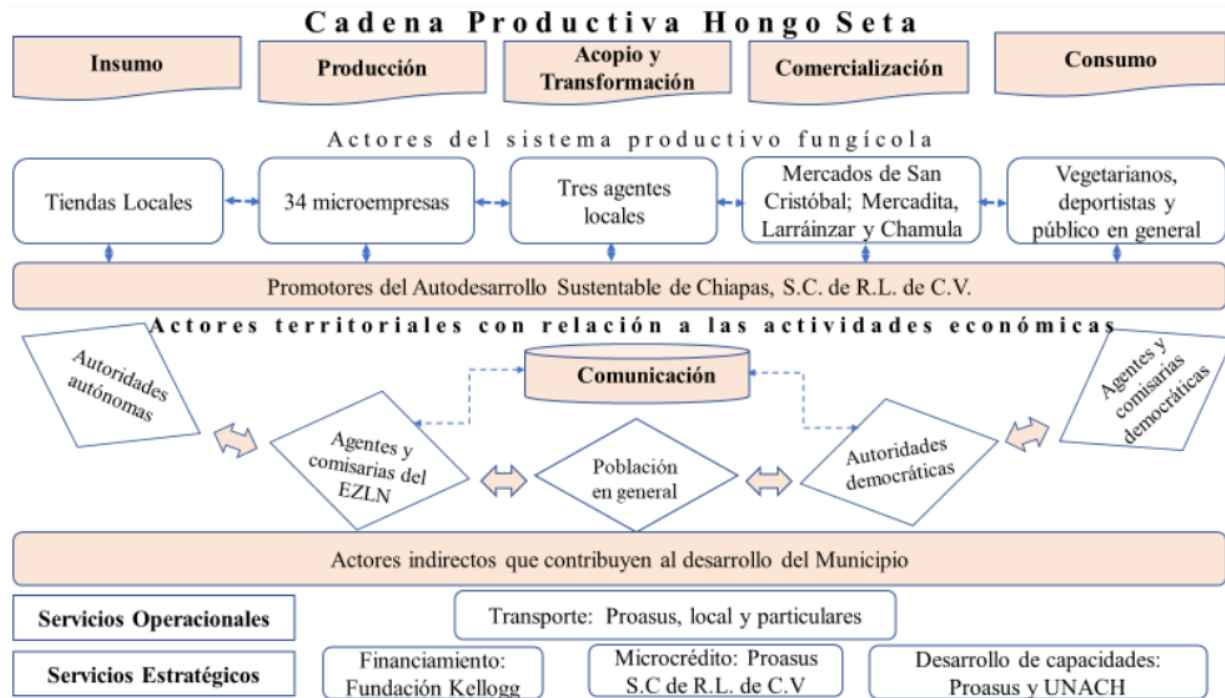 Cadena Productiva Hongo Seta
Insumo
Producción
Acopio y
Transformación
Comercialización
Consumo
Actores del sistema productivo fungícola
Tiendas Locales
34 microempresas
Tres agentes
locales
Mercados de San
Cristóbal; Mercadita,
Larráinzar y Chamula
Vegetarianos,
deportistas y
público en general
Promotores del Autodesarrollo Sustentable de Chiapas, S.C. de R.L. de C.V.
Actores territoriales con relación a las actividades económicas
Autoridades
autónomas
Agentes y
comisarias del
EZLN
Comunicación
Población
en general
Autoridades
democráticas
Agentes y
comisarias
democráticas
Actores indirectos que contribuyen al desarrollo del Municipio
Servicios Operacionales
Transporte: Proasus, local y particulares
Servicios Estratégicos
Financiamiento:
Fundación Kellogg
Microcrédito: Proasus
S.C de R.L. de C.V
Desarrollo de capacidades:
Proasus y UNACH